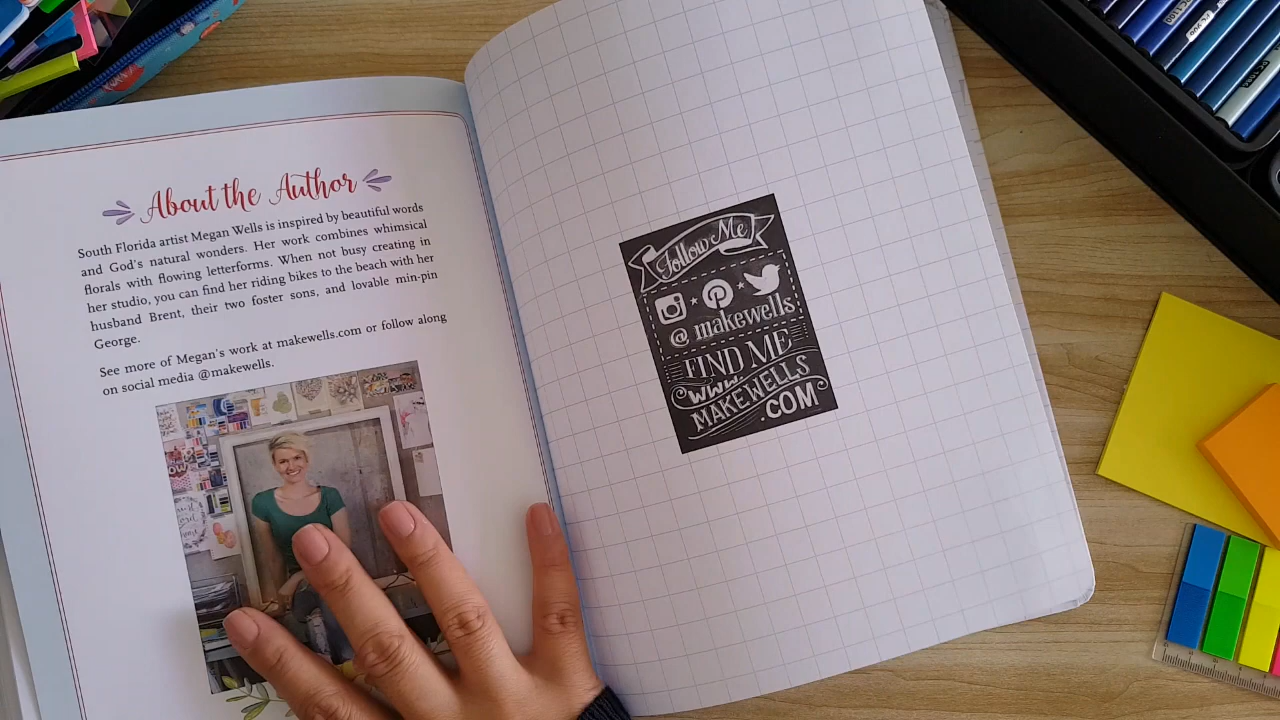 About the Author
South Florida artist Megan Wells is inspired by beautiful words
and God's natural wonders. Her work combines whimsical
florals with flowing letterforms. When not busy creating in
her studio, you can find her riding bikes to the beach with her
husband Brent, their two foster sons, and lovable min-pin
George.
See more of Megan's work at makewells.com or follow along
on social media @makewells.
Follow Me
@makewells
FIND ME
www.
MAKEWELLS
.COM